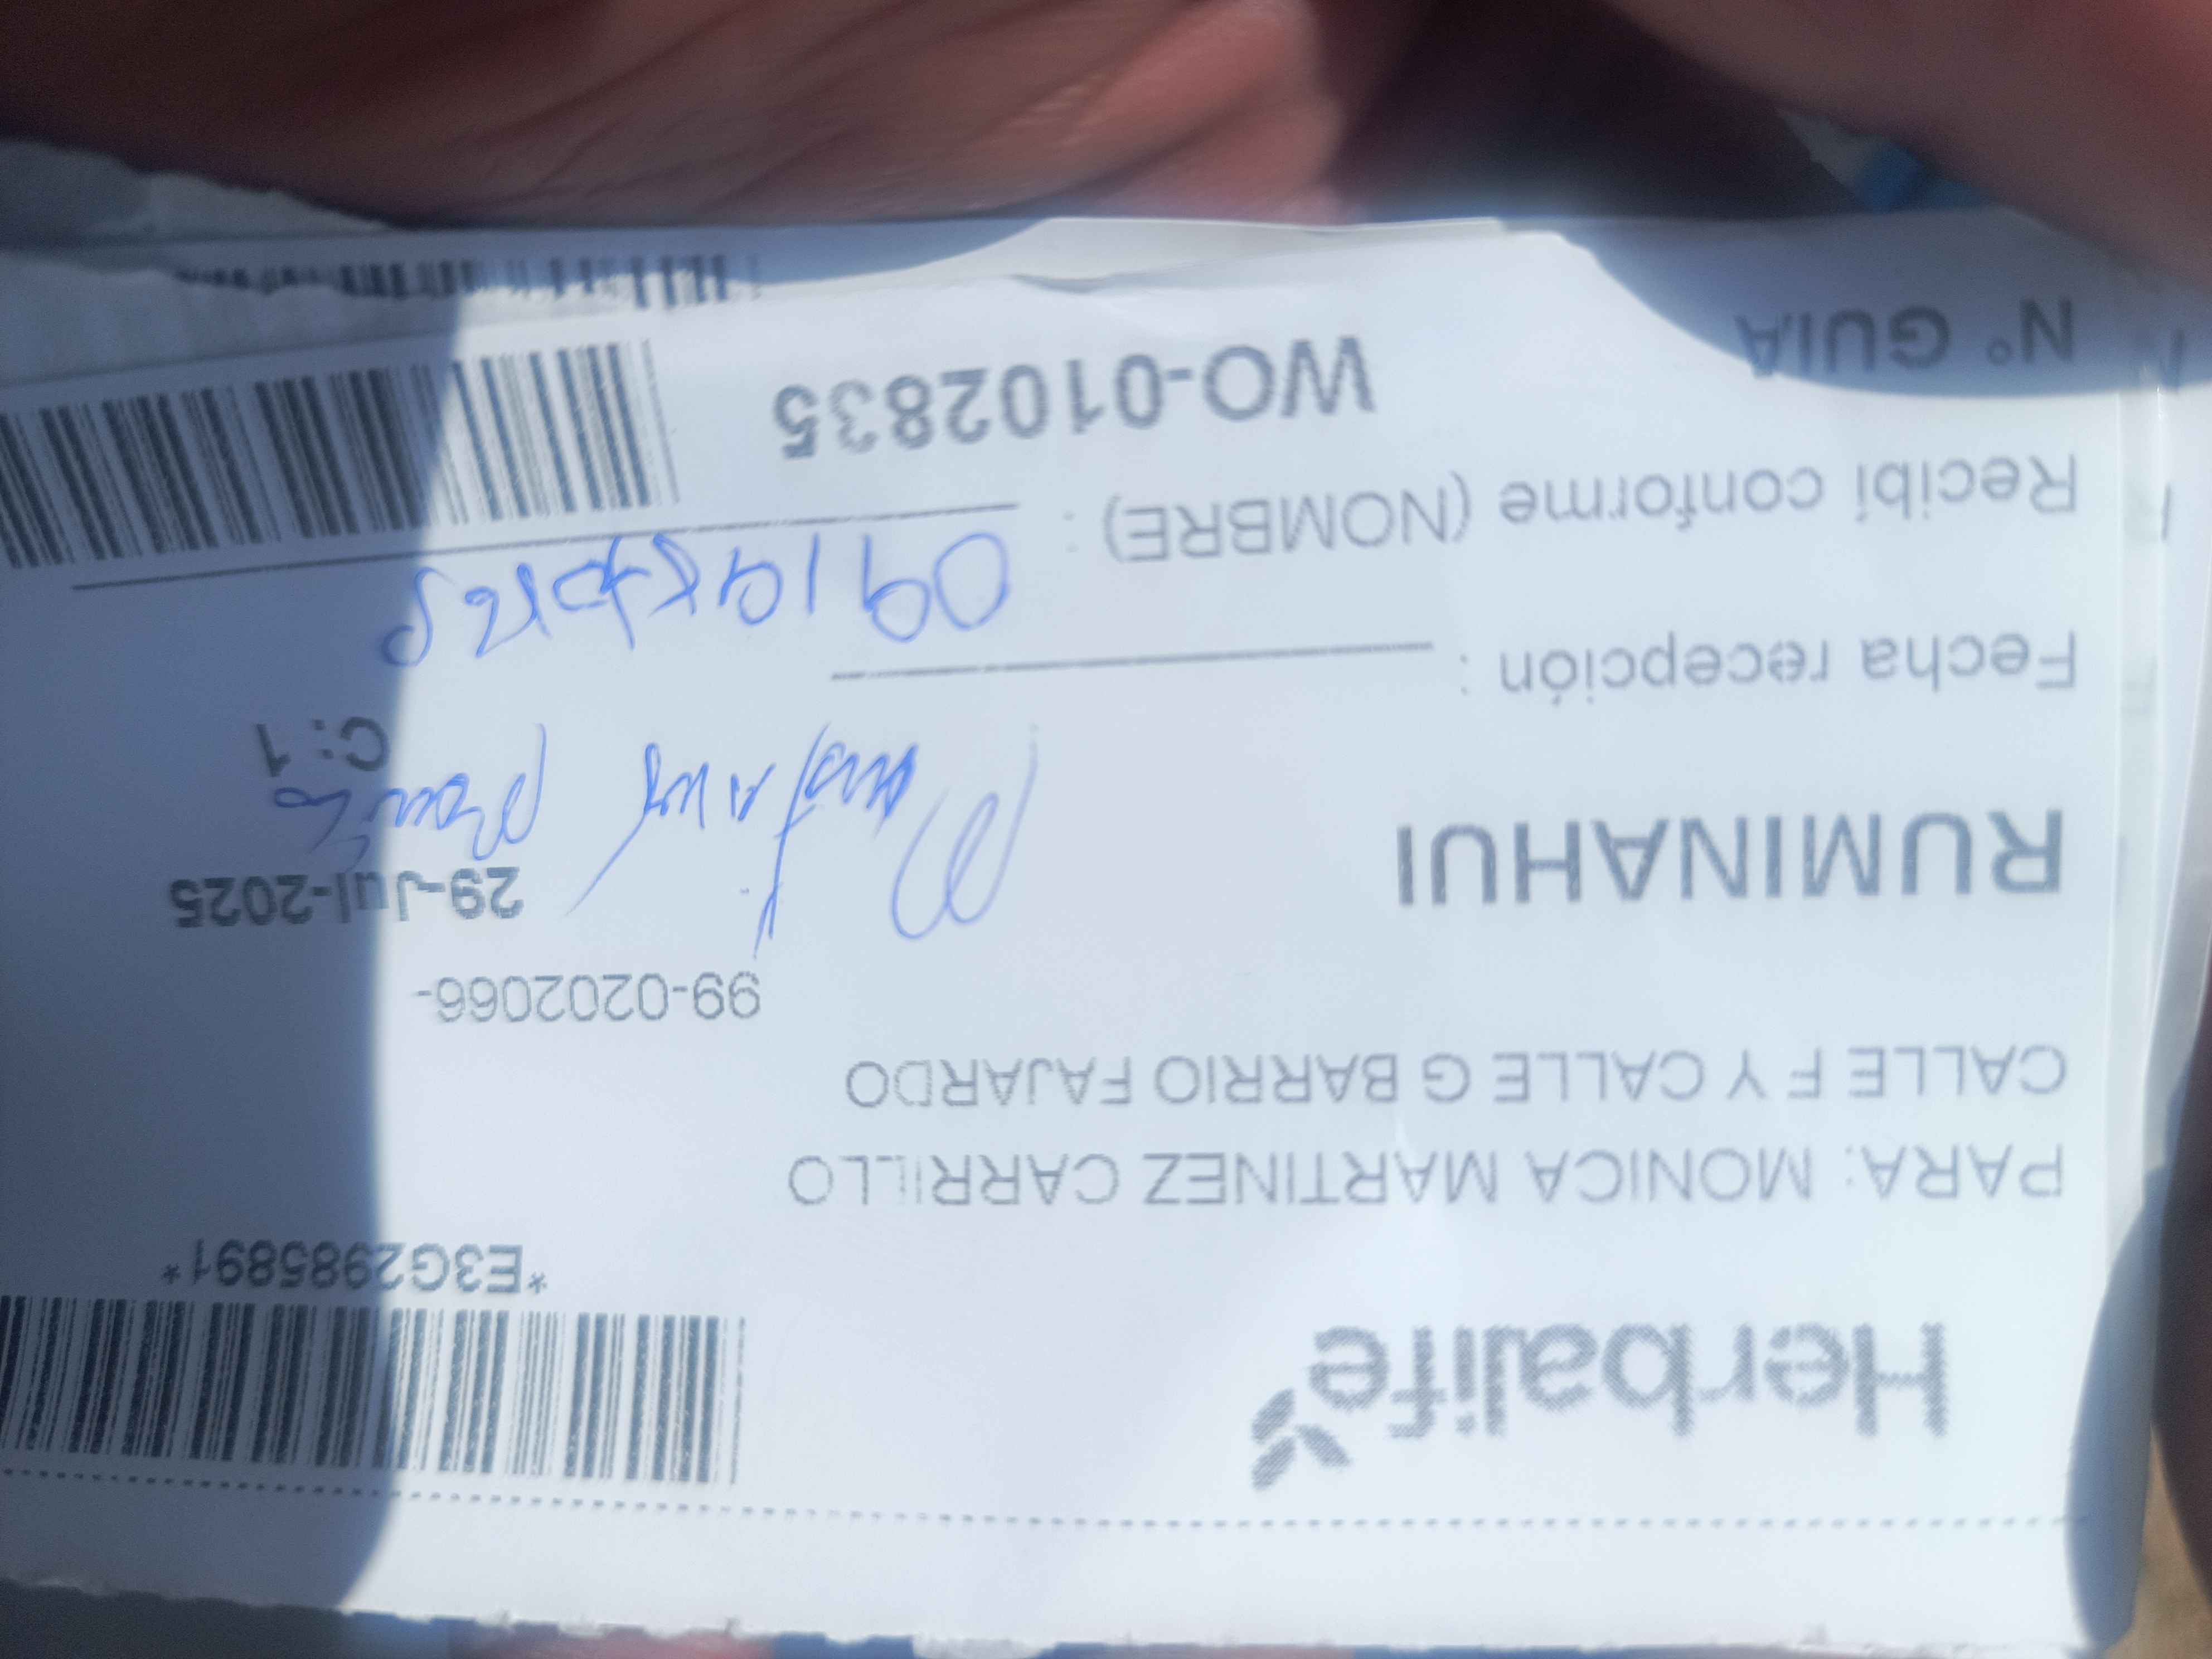 Herbalife
*E3G2985891*
PARA: MONICA MARTINEZ CARRILLO
CALLE F Y CALLE G BARRIO FAJARDO
99-0202066-
RUMINAHUI
29-Jul-2025
C: 1
Fecha recepción :
Recibí conforme (NOMBRE) :
N° GUIA
WO-0102835